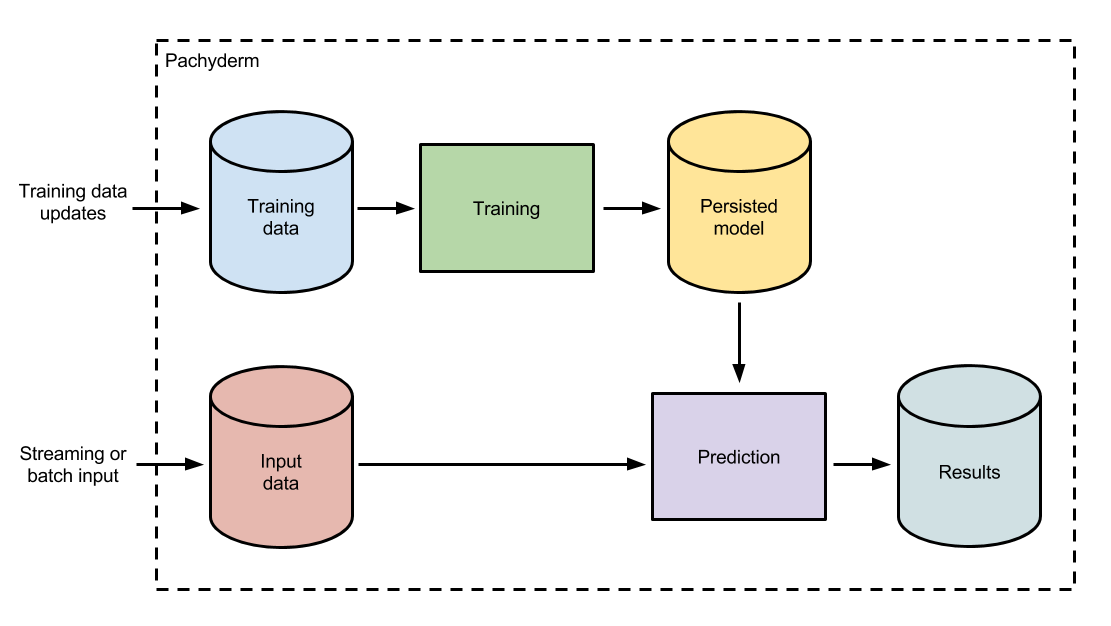 Pachyderm
Training data
updates
Training
data
Training
Persisted
model
Streaming or
batch input
Input
data
Prediction
Results